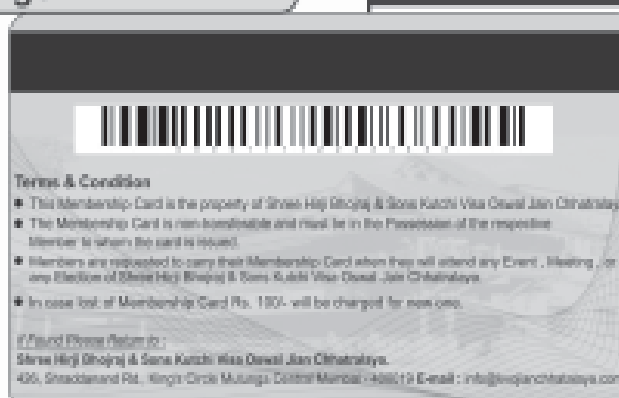 Terms & Condition
This Membership Card is the property of Shree Hirji Bhojraj & Sons Kutchi Visa Oswal Jain Chhatralay
The Membership Card is non transferable and must be in the Possession of the respective
Member to whom the card is issued.
Members are requested to carry their Membership Card when they will attend any Event , Meeting , or
any Election of Shree Hirji Bhojraj & Sons Kutchi Visa Oswal Jain Chhatralaya.
In case lost of Membership Card Rs. 100/- will be charged for new one.
If Found Please Return to :
Shree Hirji Bhojraj & Sons Kutchi Visa Oswal Jian Chhatralaya.
Shraddanand Rd., King's Circle Matunga Central Mumbai - 400019 E-mail :